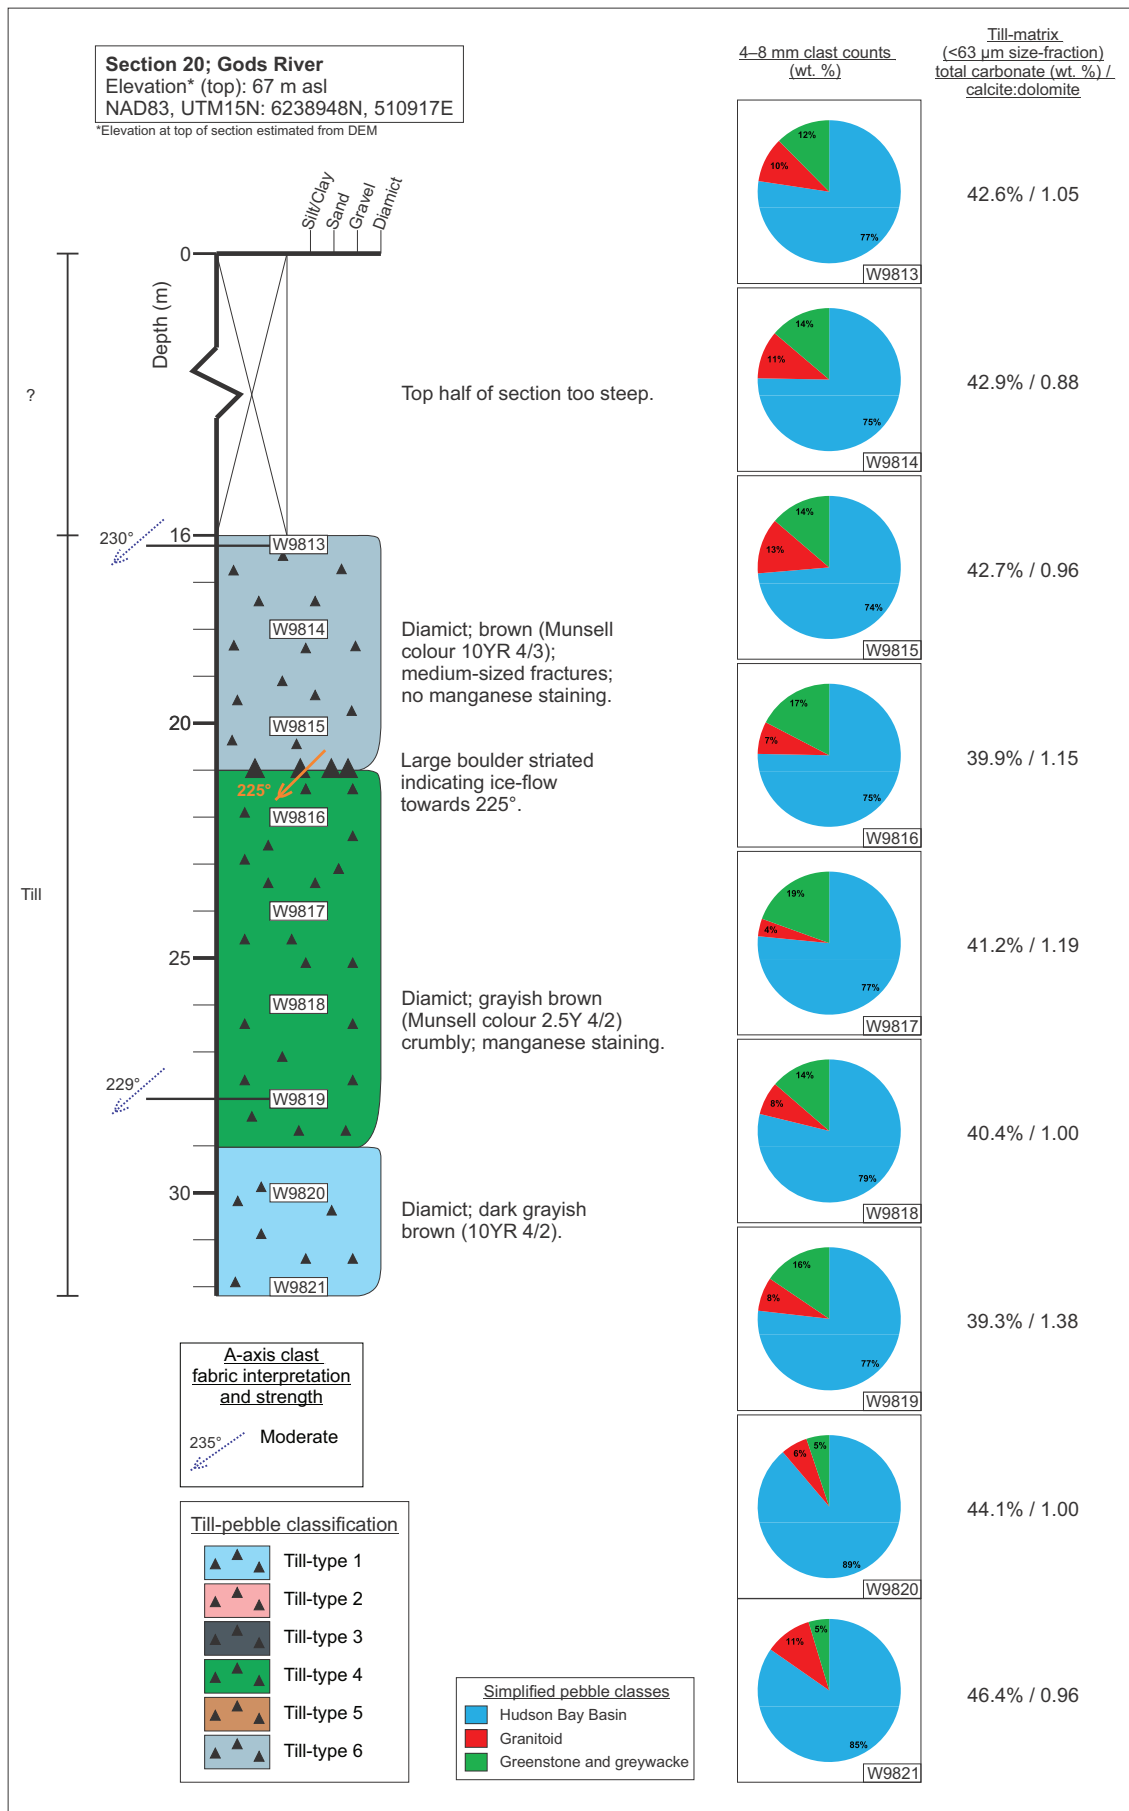 Section 20; Gods River
Elevation* (top): 67 m asl
NAD83, UTM15N: 6238948N, 510917E
*Elevation at top of section estimated from DEM
4–8 mm clast counts
(wt. %)
Till-matrix
(<63 µm size-fraction)
total carbonate (wt. %) /
calcite:dolomite
Silt/Clay
Sand
Gravel
Diamict
Depth (m)
0
?
Top half of section too steep.
230°
16
W9813
W9814
Diamict; brown (Munsell
colour 10YR 4/3);
medium-sized fractures;
no manganese staining.
20
W9815
Large boulder striated
indicating ice-flow
towards 225°.
225°
W9816
Till
W9817
25
W9818
Diamict; grayish brown
(Munsell colour 2.5Y 4/2)
crumbly; manganese staining.
229°
W9819
30
W9820
Diamict; dark grayish
brown (10YR 4/2).
W9821
12%
10%
77%
W9813
42.6% / 1.05
14%
11%
75%
W9814
42.9% / 0.88
14%
13%
74%
W9815
42.7% / 0.96
17%
7%
75%
W9816
39.9% / 1.15
19%
4%
77%
W9817
41.2% / 1.19
14%
8%
79%
W9818
40.4% / 1.00
16%
8%
77%
W9819
39.3% / 1.38
5%
6%
89%
W9820
44.1% / 1.00
5%
11%
85%
W9821
46.4% / 0.96
A-axis clast
fabric interpretation
and strength
235°
Moderate
Till-pebble classification
Till-type 1
Till-type 2
Till-type 3
Till-type 4
Till-type 5
Till-type 6
Simplified pebble classes
Hudson Bay Basin
Granitoid
Greenstone and greywacke